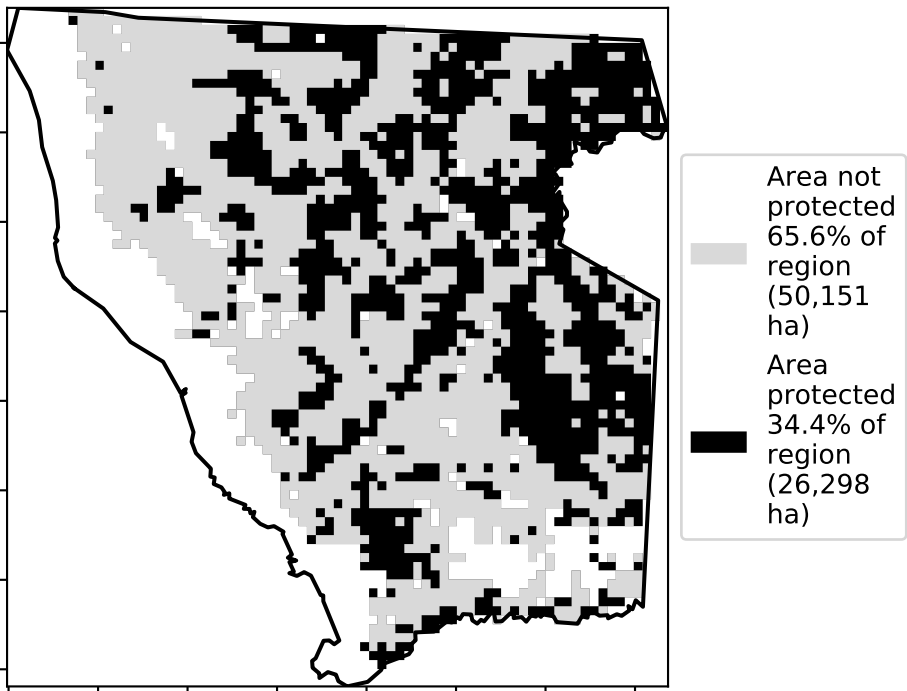 Area not
protected
65.6% of
region
(50,151
ha)
Area
protected
34.4% of
region
(26,298
ha)